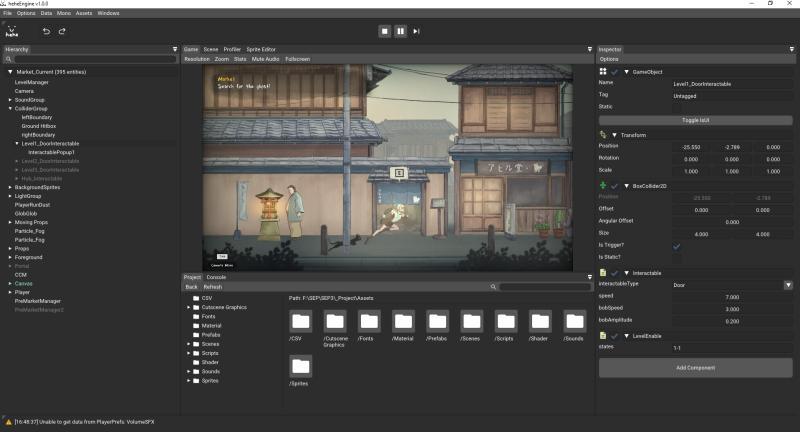 heheEngine v1.0.0
File Options Data Mono Assets Windows
hehe
Hierarchy
Market_Current (395 entities)
LevelManager
Camera
SoundGroup
ColliderGroup
leftBoundary
Ground Hitbox
rightBoundary
Level1_DoorInteractable
InteractablePopup1
Level2_DoorInteractable
Level3_DoorInteractable
Hub_Interactable
BackgroundSprites
LightGroup
PlayerRunDust
GlobGlob
Moving Props
Particle_Fog
Particle_Fog
Props
Foreground
Portal
CCM
Canvas
Player
PreMarketManager
PreMarketManager2
Game Scene Profiler Sprite Editor
Resolution Zoom Stats Mute Audio Fullscreen
Market
Search for the ghost!
E
アヒル堂
Project Console
Back Refresh
CSV
Cutscene Graphics
Fonts
Material
Prefabs
Scenes
Scripts
Shader
Sounds
Sprites
Path: F:\SEP\SEP3\_Project\Assets
/CSV
/Cutscene Graphics
/Fonts
/Material
/Prefabs
/Scenes
/Scripts
/Shader
/Sounds
/Sprites
Inspector
Options
GameObject
Name Level1_DoorInteractable
Tag Untagged
Static
Toggle IsUI
Transform
Position -25.550 -2.789 0.000
Rotation 0.000 0.000 0.000
Scale 1.000 1.000 1.000
BoxCollider2D
Position -25.550 -2.789
Offset 0.000 0.000
Angular Offset 0.000
Size 4.000 4.000
Is Trigger?
Is Static?
Interactable
interactableType Door
speed 7.000
bobSpeed 3.000
bobAmplitude 0.200
LevelEnable
states 1-1
Add Component
[16:48:37] Unable to get data from PlayerPrefs: VolumeSFX